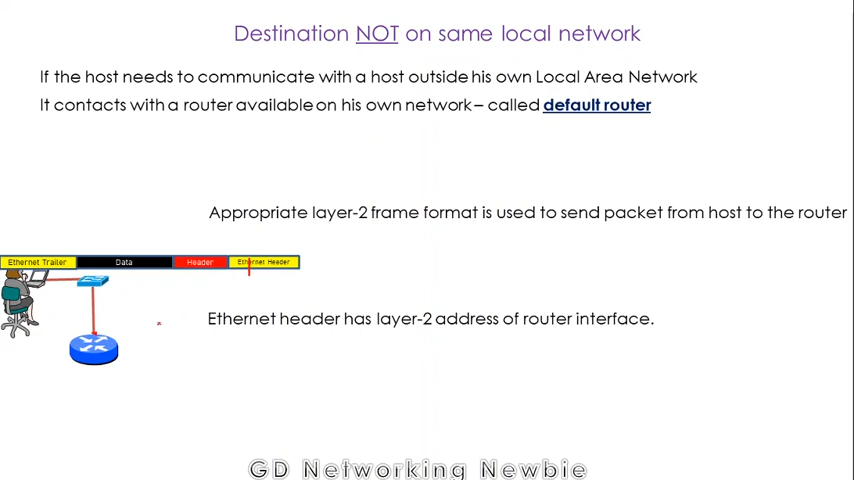 Destination NOT on same local network
If the host needs to communicate with a host outside his own Local Area Network
It contacts with a router available on his own network – called default router
Appropriate layer-2 frame format is used to send packet from host to the router
Ethernet Trailer Data Header Ethernet Header
Ethernet header has layer-2 address of router interface.
GD Networking Newbie